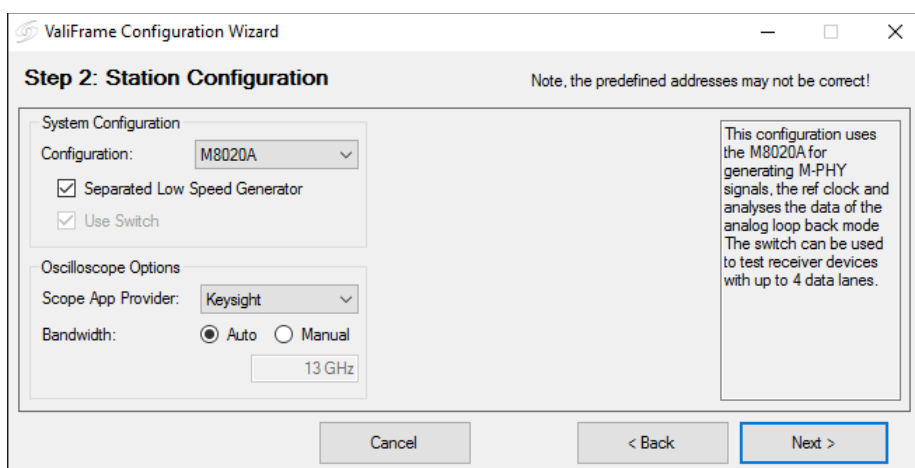 ValiFrame Configuration Wizard
Step 2: Station Configuration
Note, the predefined addresses may not be correct!
System Configuration
Configuration: M8020A
Separated Low Speed Generator
Use Switch
Oscilloscope Options
Scope App Provider: Keysight
Bandwidth: Auto Manual
13 GHz
This configuration uses
the M8020A for
generating M-PHY
signals, the ref clock and
analyses the data of the
analog loop back mode
The switch can be used
to test receiver devices
with up to 4 data lanes.
Cancel
< Back
Next >